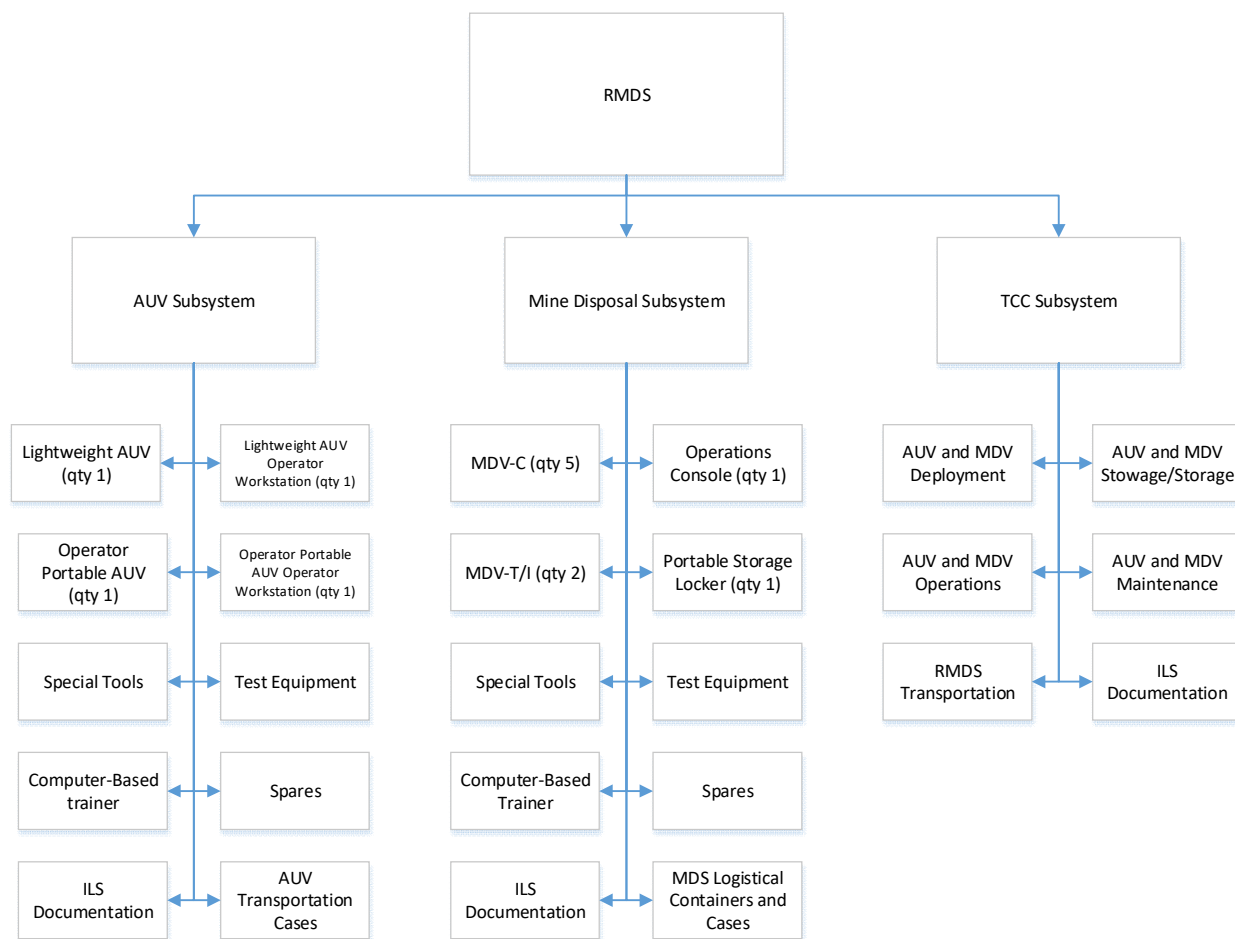 RMDS
AUV Subsystem
Mine Disposal Subsystem
TCC Subsystem
Lightweight AUV
(qty 1)
Lightweight AUV
Operator
Workstation (qty 1)
MDV-C (qty 5)
Operations
Console (qty 1)
AUV and MDV
Deployment
AUV and MDV
Stowage/Storage
Operator
Portable AUV
(qty 1)
Operator Portable
AUV Operator
Workstation (qty 1)
MDV-T/I (qty 2)
Portable Storage
Locker (qty 1)
AUV and MDV
Operations
AUV and MDV
Maintenance
Special Tools
Test Equipment
Special Tools
Test Equipment
RMDS
Transportation
ILS
Documentation
Computer-Based
trainer
Spares
Computer-Based
Trainer
Spares
ILS
Documentation
AUV
Transportation
Cases
ILS
Documentation
MDS Logistical
Containers and
Cases